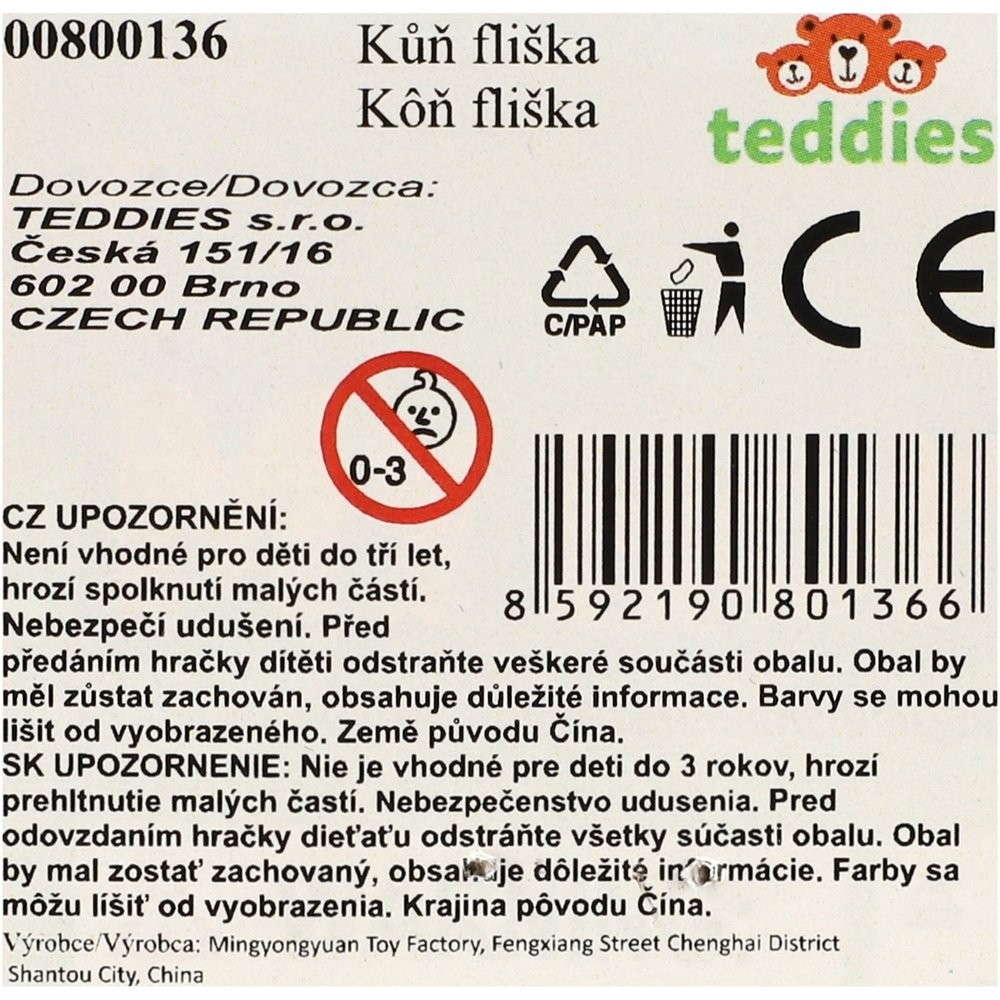 00800136
Kůň fliška
Kôň fliška
teddies
Dovozce/Dovozca:
TEDDIES s.r.o.
Česká 151/16
602 00 Brno
CZECH REPUBLIC
C/PAP
CE
0-3
8 592190 801366
CZ UPOZORNĚNÍ:
Není vhodné pro děti do tří let,
hrozí spolknutí malých částí.
Nebezpečí udušení. Před
předáním hračky dítěti odstraňte veškeré součásti obalu. Obal by
měl zůstat zachován, obsahuje důležité informace. Barvy se mohou
lišit od vyobrazeného. Země původu Čína.
SK UPOZORNENIE: Nie je vhodné pre deti do 3 rokov, hrozí
prehltnutie malých častí. Nebezpečenstvo udusenia. Pred
odovzdaním hračky dieťaťu odstráňte všetky súčasti obalu. Obal
by mal zostať zachovaný, obsahuje dôležité informácie. Farby sa
môžu líšiť od vyobrazenia. Krajina pôvodu Čína.
Výrobce/Výrobca: Mingyongyuan Toy Factory, Fengxiang Street Chenghai District
Shantou City, China